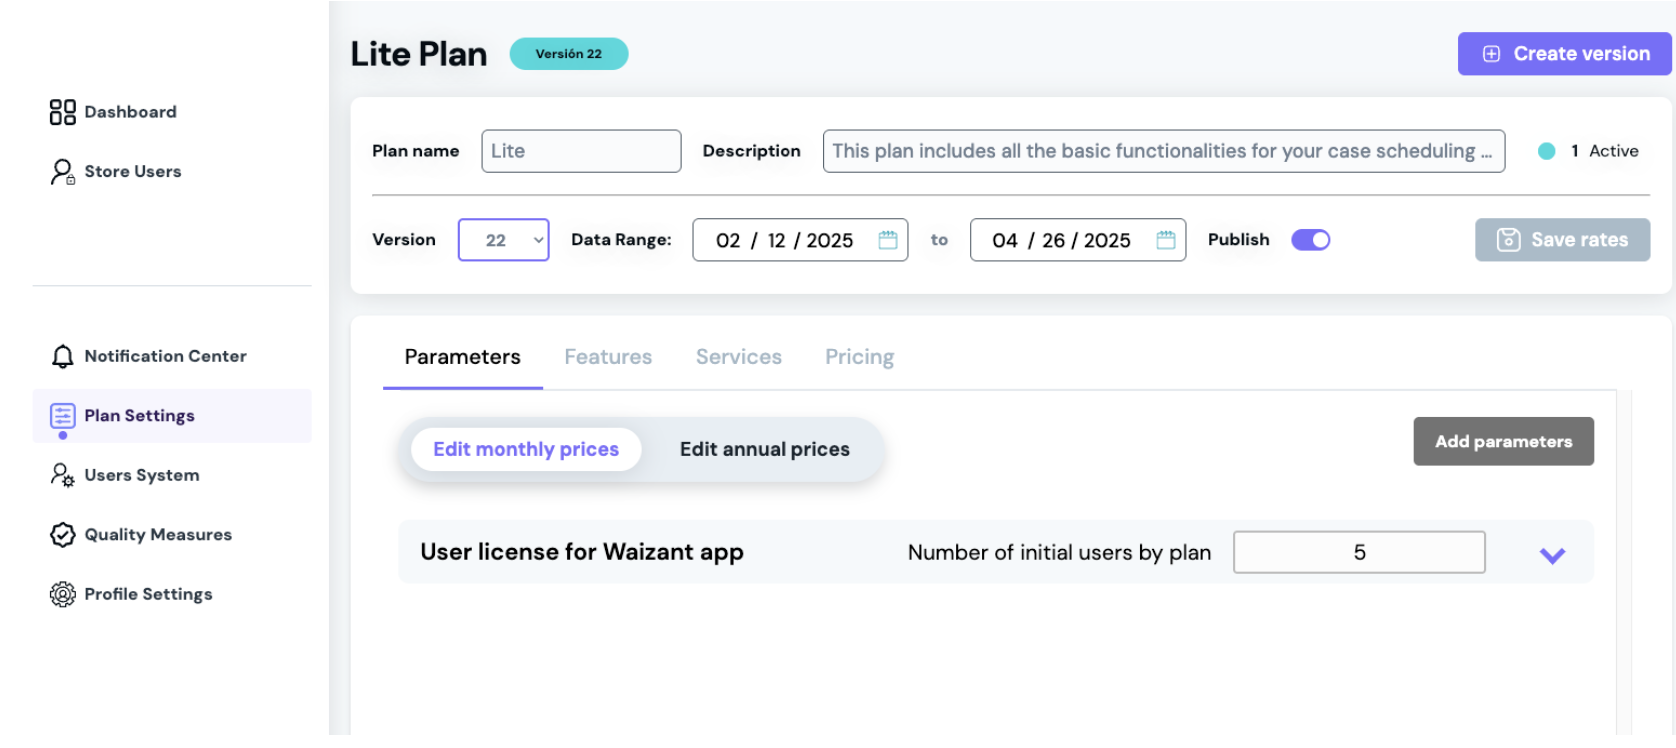 Dashboard
Store Users
Notification Center
Plan Settings
Users System
Quality Measures
Profile Settings
Lite Plan
Versión 22
Create version
Plan name Lite Description This plan includes all the basic functionalities for your case scheduling ... 1 Active
Version 22 Data Range: 02 / 12 / 2025 to 04 / 26 / 2025 Publish Save rates
Parameters Features Services Pricing
Edit monthly prices Edit annual prices Add parameters
User license for Waizant app Number of initial users by plan 5